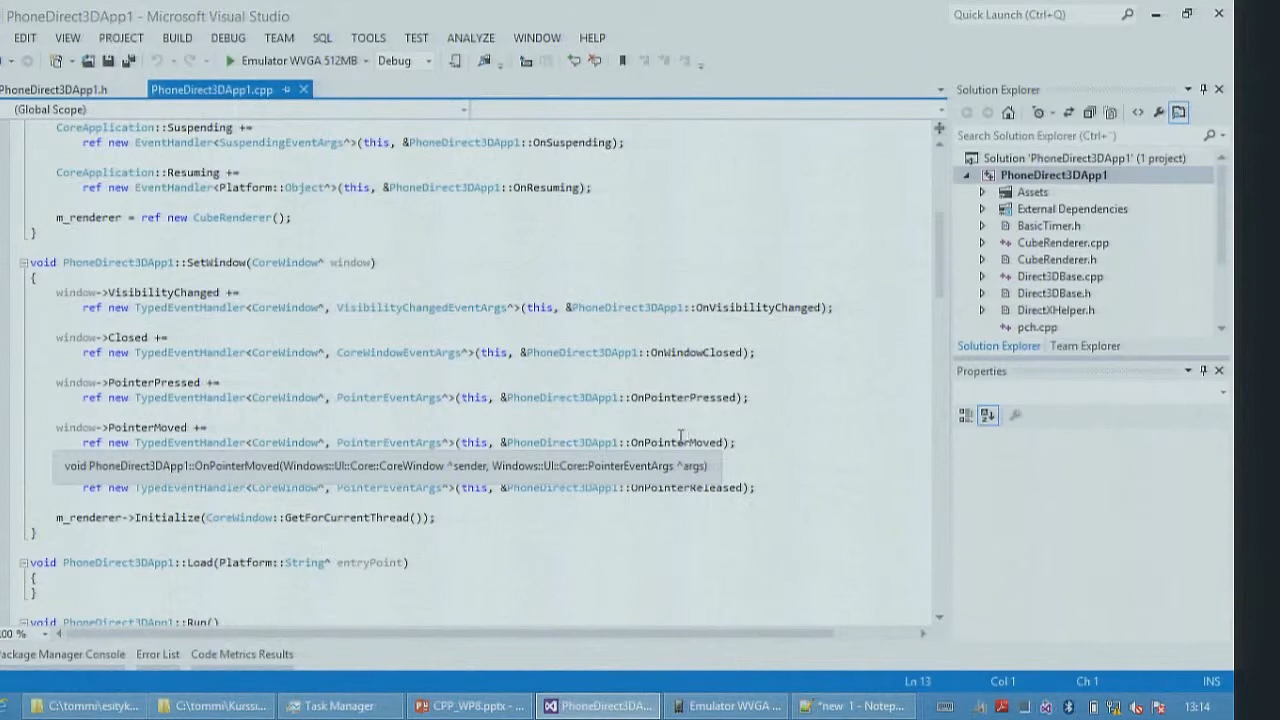 PhoneDirect3DApp1 - Microsoft Visual Studio
Quick Launch (Ctrl+Q)
EDIT VIEW PROJECT BUILD DEBUG TEAM SQL TOOLS TEST ANALYZE WINDOW HELP
Emulator WVGA 512MB Debug
PhoneDirect3DApp1.h PhoneDirect3DApp1.cpp
(Global Scope)
CoreApplication::Suspending +=
ref new EventHandler<SuspendingEventArgs^>(this, &PhoneDirect3DApp1::OnSuspending);
CoreApplication::Resuming +=
ref new EventHandler<Platform::Object^>(this, &PhoneDirect3DApp1::OnResuming);
m_renderer = ref new CubeRenderer();
}
void PhoneDirect3DApp1::SetWindow(CoreWindow^ window)
{
window->VisibilityChanged +=
ref new TypedEventHandler<CoreWindow^, VisibilityChangedEventArgs^>(this, &PhoneDirect3DApp1::OnVisibilityChanged);
window->Closed +=
ref new TypedEventHandler<CoreWindow^, CoreWindowEventArgs^>(this, &PhoneDirect3DApp1::OnWindowClosed);
window->PointerPressed +=
ref new TypedEventHandler<CoreWindow^, PointerEventArgs^>(this, &PhoneDirect3DApp1::OnPointerPressed);
window->PointerMoved +=
ref new TypedEventHandler<CoreWindow^, PointerEventArgs^>(this, &PhoneDirect3DApp1::OnPointerMoved);
void PhoneDirect3DApp1::OnPointerMoved(Windows::UI::Core::CoreWindow ^sender, Windows::UI::Core::PointerEventArgs ^args)
ref new TypedEventHandler<CoreWindow^, PointerEventArgs^>(this, &PhoneDirect3DApp1::OnPointerReleased);
m_renderer->Initialize(CoreWindow::GetForCurrentThread());
}
void PhoneDirect3DApp1::Load(Platform::String^ entryPoint)
{
}
void PhoneDirect3DApp1::Run()
100 %
Package Manager Console Error List Code Metrics Results
Solution Explorer
Search Solution Explorer (Ctrl+¨)
Solution 'PhoneDirect3DApp1' (1 project)
PhoneDirect3DApp1
Assets
External Dependencies
BasicTimer.h
CubeRenderer.cpp
CubeRenderer.h
Direct3DBase.cpp
Direct3DBase.h
DirectXHelper.h
pch.cpp
Solution Explorer Team Explorer
Properties
Ln 13 Col 1 Ch 1 INS
C:\tommi\esityk... C:\tommi\Kurssi... Task Manager CPP_WP8.pptx - ... PhoneDirect3DA... Emulator WVGA ... *new 1 - Notep... 13:14